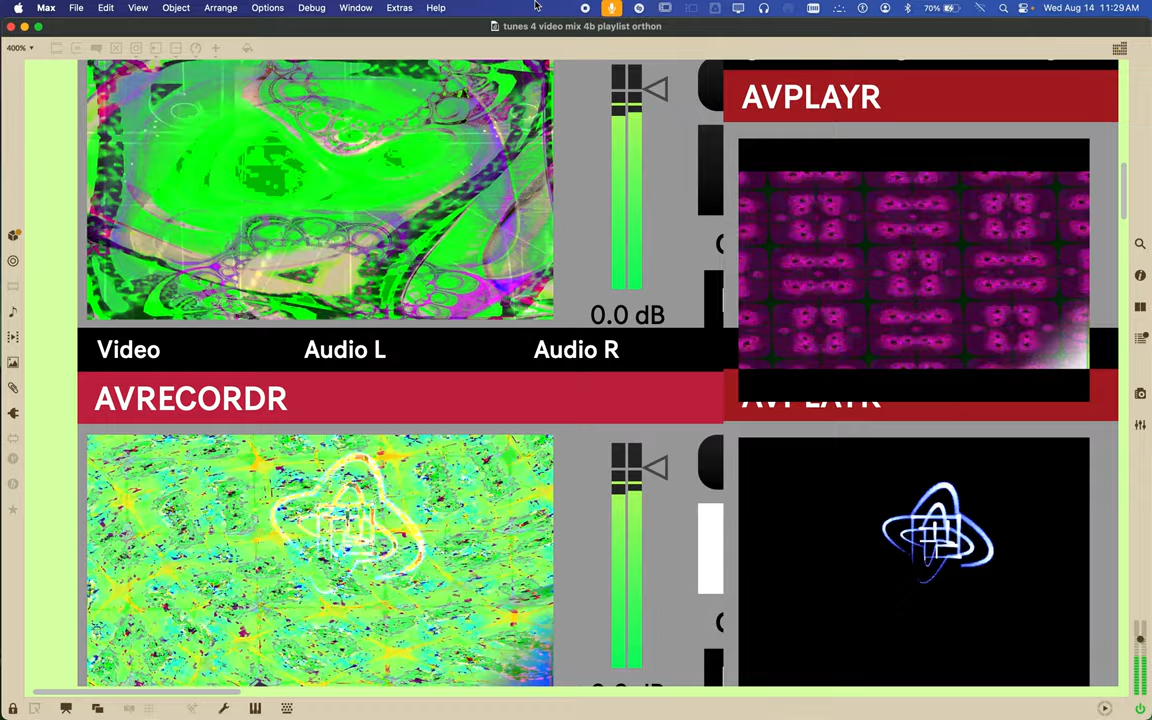 Max File Edit View Object Arrange Options Debug Window Extras Help
70% Wed Aug 14 11:29 AM
tunes 4 video mix 4b playlist orthon
400%
AVPLAYR
0.0 dB
Video Audio L Audio R
AVRECORDR
AVPLAYR